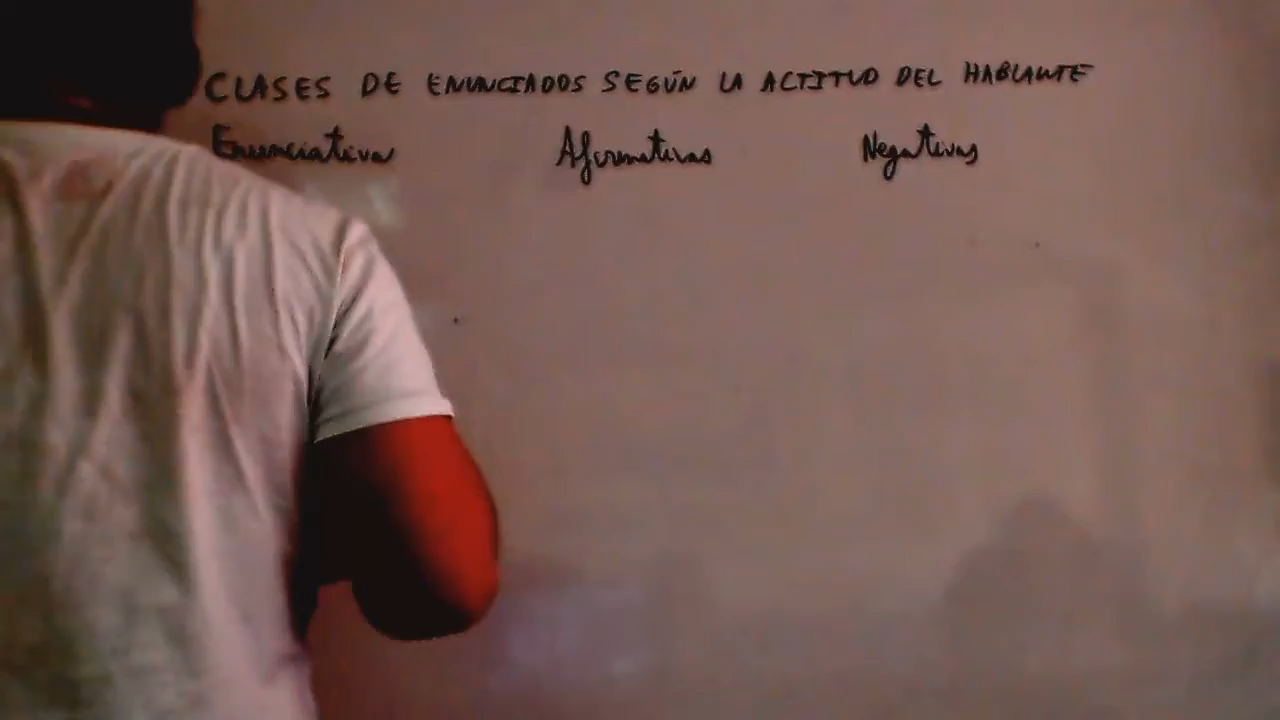 CLASES DE ENUNCIADOS SEGÚN LA ACTITUD DEL HABLANTE
Enunciativa Afirmativas Negativas